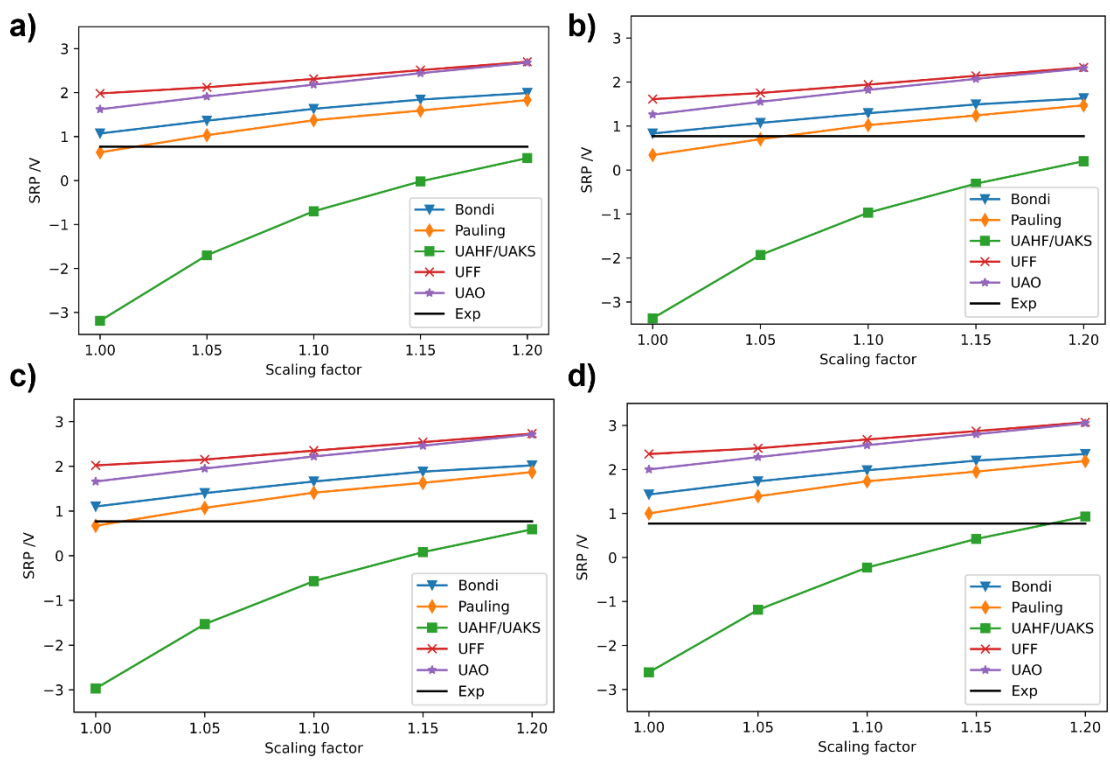 a)
3
2
1
0
−1
−2
−3
SRP /V
Bondi
Pauling
UAHF/UAKS
UFF
UAO
Exp
1.00 1.05 1.10 1.15 1.20
Scaling factor
b)
3
2
1
0
−1
−2
−3
SRP /V
Bondi
Pauling
UAHF/UAKS
UFF
UAO
Exp
1.00 1.05 1.10 1.15 1.20
Scaling factor
c)
3
2
1
0
−1
−2
−3
SRP /V
Bondi
Pauling
UAHF/UAKS
UFF
UAO
Exp
1.00 1.05 1.10 1.15 1.20
Scaling factor
d)
3
2
1
0
−1
−2
−3
SRP /V
Bondi
Pauling
UAHF/UAKS
UFF
UAO
Exp
1.00 1.05 1.10 1.15 1.20
Scaling factor